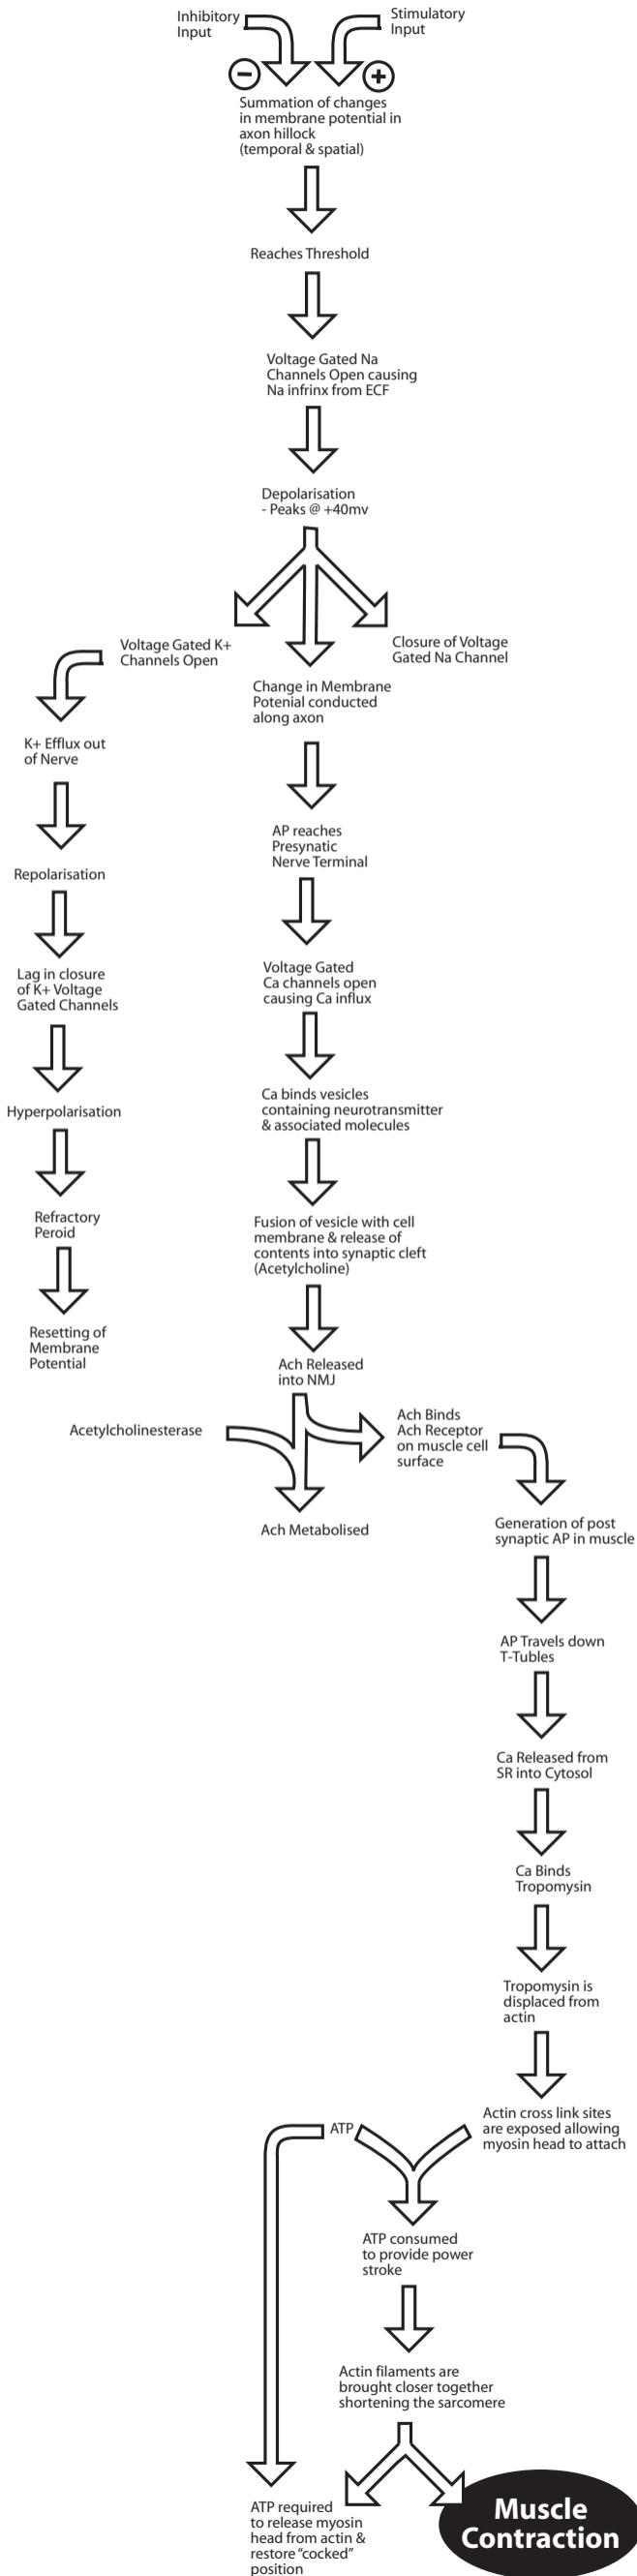 Inhibitory
Input
Stimulatory
Input
−
+
Summation of changes
in membrane potential in
axon hillock
(temporal & spatial)
Reaches Threshold
Voltage Gated Na
Channels Open causing
Na infrinx from ECF
Depolarisation
- Peaks @ +40mv
Voltage Gated K+
Channels Open
Closure of Voltage
Gated Na Channel
Change in Membrane
Potenial conducted
along axon
K+ Efflux out
of Nerve
AP reaches
Presynatic
Nerve Terminal
Repolarisation
Voltage Gated
Ca channels open
causing Ca influx
Lag in closure
of K+ Voltage
Gated Channels
Ca binds vesicles
containing neurotransmitter
& associated molecules
Hyperpolarisation
Refractory
Peroid
Fusion of vesicle with cell
membrane & release of
contents into synaptic cleft
(Acetylcholine)
Resetting of
Membrane
Potential
Ach Released
into NMJ
Acetylcholinesterase
Ach Binds
Ach Receptor
on muscle cell
surface
Ach Metabolised
Generation of post
synaptic AP in muscle
AP Travels down
T-Tubles
Ca Released from
SR into Cytosol
Ca Binds
Tropomysin
Tropomysin is
displaced from
actin
Actin cross link sites
are exposed allowing
myosin head to attach
ATP
ATP consumed
to provide power
stroke
Actin filaments are
brought closer together
shortening the sarcomere
ATP required
to release myosin
head from actin &
restore “cocked”
position
Muscle
Contraction